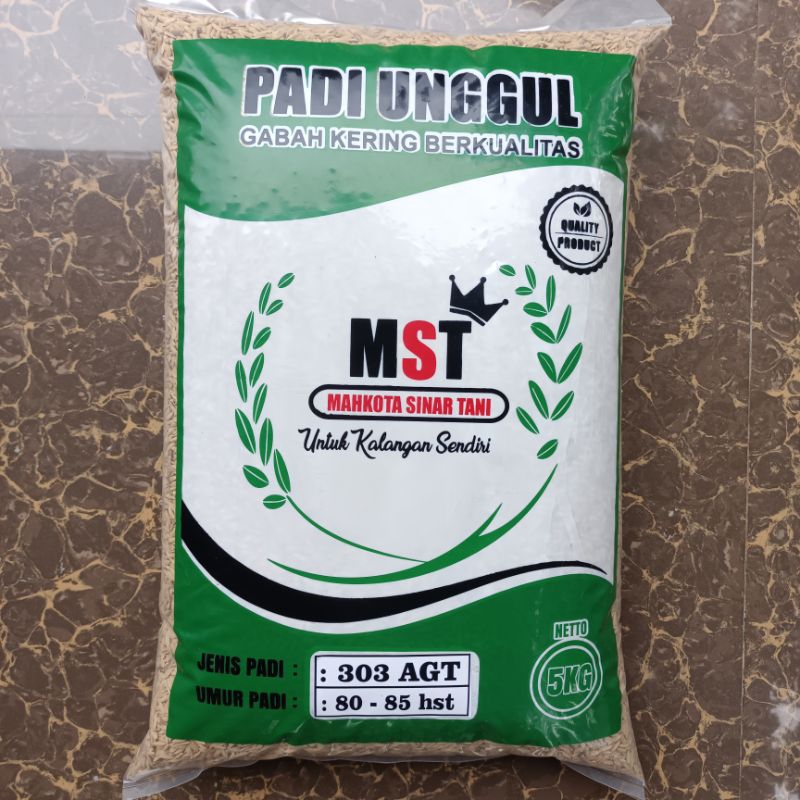 PADI UNGGUL
GABAH KERING BERKUALITAS
QUALITY
PRODUCT
MST
MAHKOTA SINAR TANI
Untuk Kalangan Sendiri
JENIS PADI : : 303 AGT
UMUR PADI : : 80 - 85 hst
NETTO
5KG